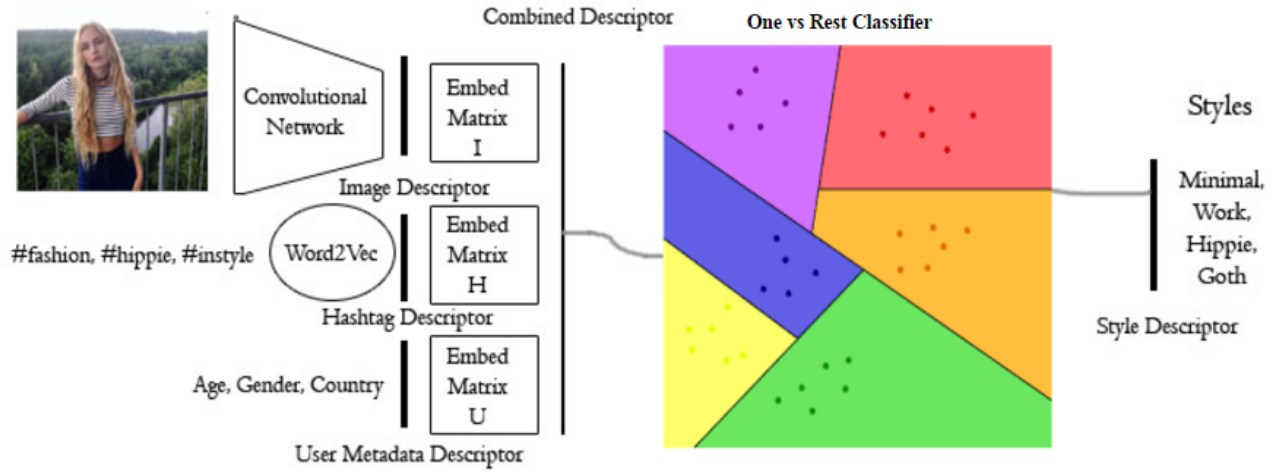 Combined Descriptor
One vs Rest Classifier
Convolutional
Network
Embed
Matrix
I
Image Descriptor
#fashion, #hippie, #instyle
Word2Vec
Embed
Matrix
H
Hashtag Descriptor
Age, Gender, Country
Embed
Matrix
U
User Metadata Descriptor
Styles
Minimal,
Work,
Hippie,
Goth
Style Descriptor